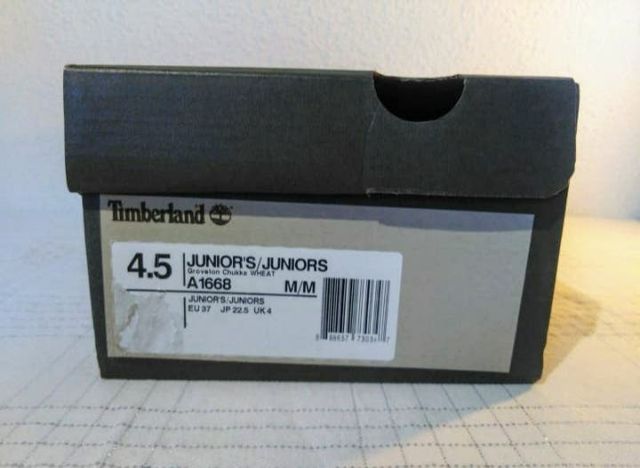 Timberland
4.5 JUNIOR'S/JUNIORS
Groveton Chukka WHEAT
A1668 M/M
JUNIOR'S/JUNIORS
EU 37 JP 22.5 UK 4